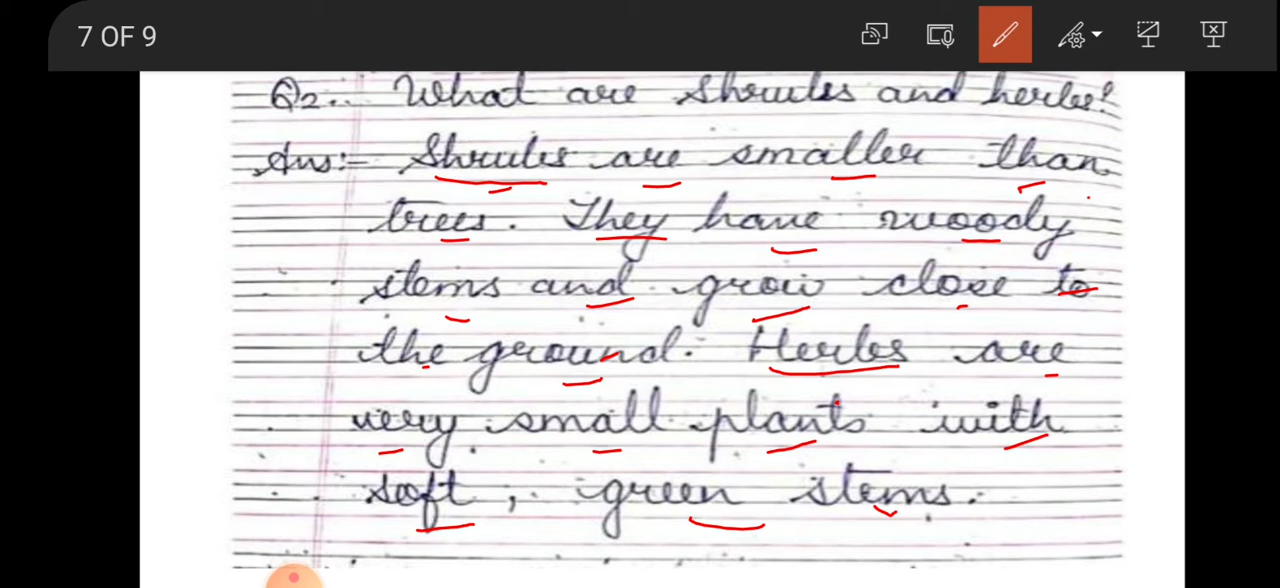 7 OF 9
Q2:. What are Shrubs and herbs?
Ans:- Shrubs are smaller than
trees. They have woody
stems and grow close to
the ground. Herbs are
very small plants with
soft, green stems.